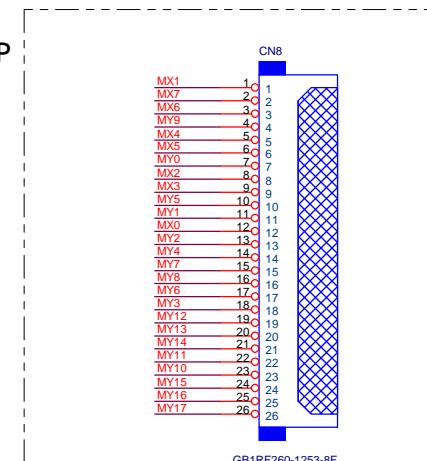 P
CN8
MX1 1 1
MX7 2 2
MX6 3 3
MY9 4 4
MX4 5 5
MX5 6 6
MY0 7 7
MX2 8 8
MX3 9 9
MY5 10 10
MY1 11 11
MX0 12 12
MY2 13 13
MY4 14 14
MY7 15 15
MY8 16 16
MY6 17 17
MY3 18 18
MY12 19 19
MY13 20 20
MY14 21 21
MY11 22 22
MY10 23 23
MY15 24 24
MY16 25 25
MY17 26 26